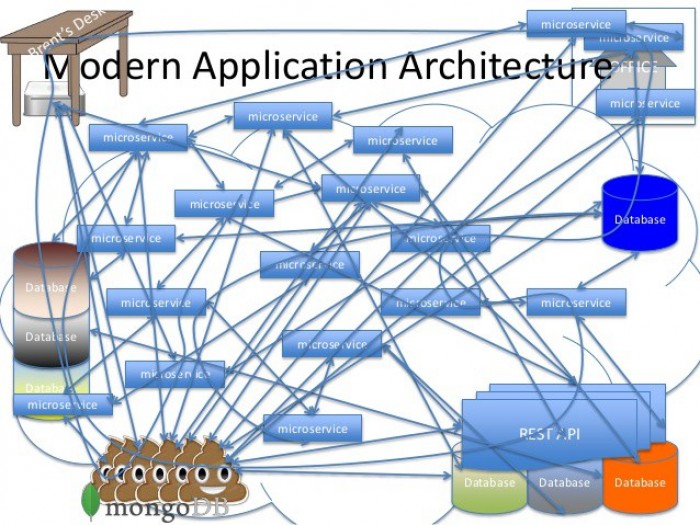 microservice
microservice
Brent's Desk
Modern Application Architecture
OFFICE
microservice
microservice
microservice
microservice
microservice
microservice
Database
microservice
microservice
microservice
Database
microservice
microservice
microservice
Database
microservice
microservice
Database
microservice
microservice
REST API
Database
Database
Database
mongoDB